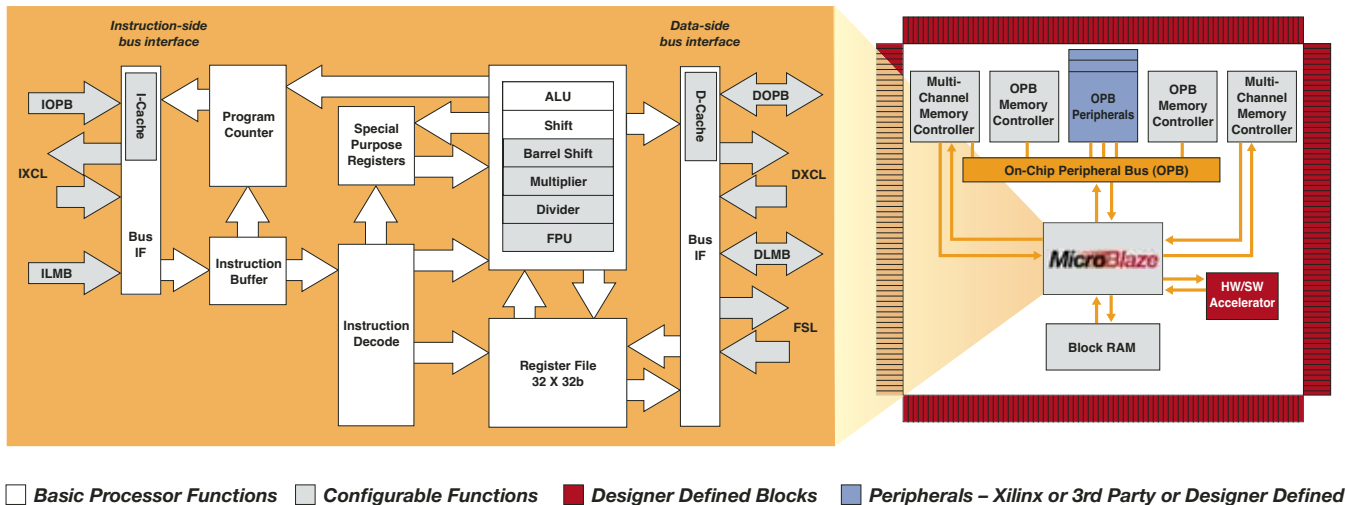 Instruction-side
bus interface
Data-side
bus interface
IOPB
I-Cache
IXCL
Bus
IF
ILMB
Program
Counter
Instruction
Buffer
Special
Purpose
Registers
Instruction
Decode
ALU
Shift
Barrel Shift
Multiplier
Divider
FPU
Register File
32 X 32b
D-Cache
Bus
IF
DOPB
DXCL
DLMB
FSL
Multi-
Channel
Memory
Controller
OPB
Memory
Controller
OPB
Peripherals
OPB
Memory
Controller
Multi-
Channel
Memory
Controller
On-Chip Peripheral Bus (OPB)
MicroBlaze
HW/SW
Accelerator
Block RAM
Basic Processor Functions
Configurable Functions
Designer Defined Blocks
Peripherals – Xilinx or 3rd Party or Designer Defined